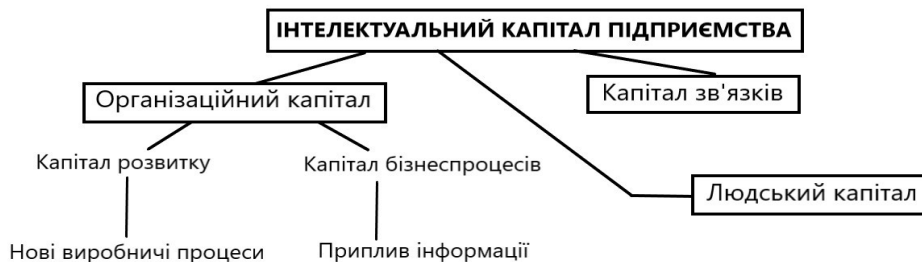 ІНТЕЛЕКТУАЛЬНИЙ КАПІТАЛ ПІДПРИЄМСТВА
Організаційний капітал
Капітал зв'язків
Капітал розвитку
Капітал бізнеспроцесів
Людський капітал
Нові виробничі процеси
Приплив інформації